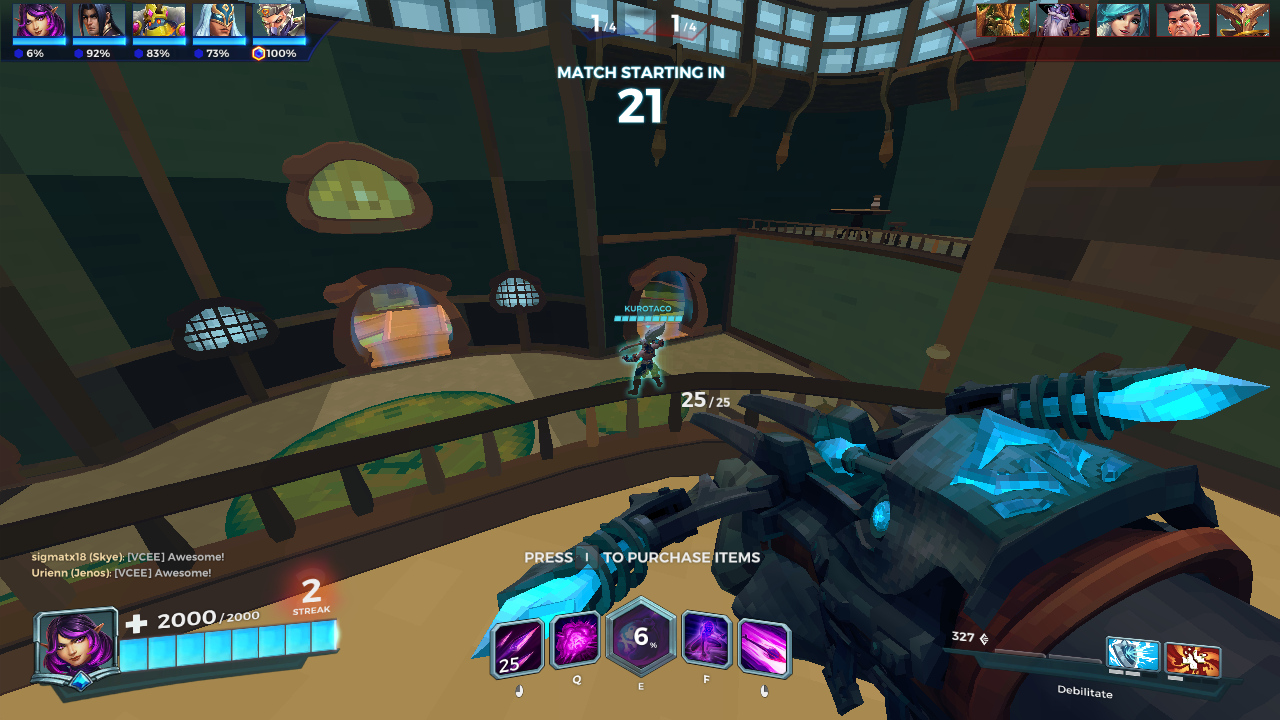 6% 92% 83% 73% 100%
1/4 1/4
MATCH STARTING IN
21
KUROTACO
25/25
sigmatx18 (Skye): [VCEE] Awesome!
Urienn (Jenos): [VCEE] Awesome!
PRESS I TO PURCHASE ITEMS
2
STREAK
2000/2000
25
6%
Q
E
F
327
Debilitate